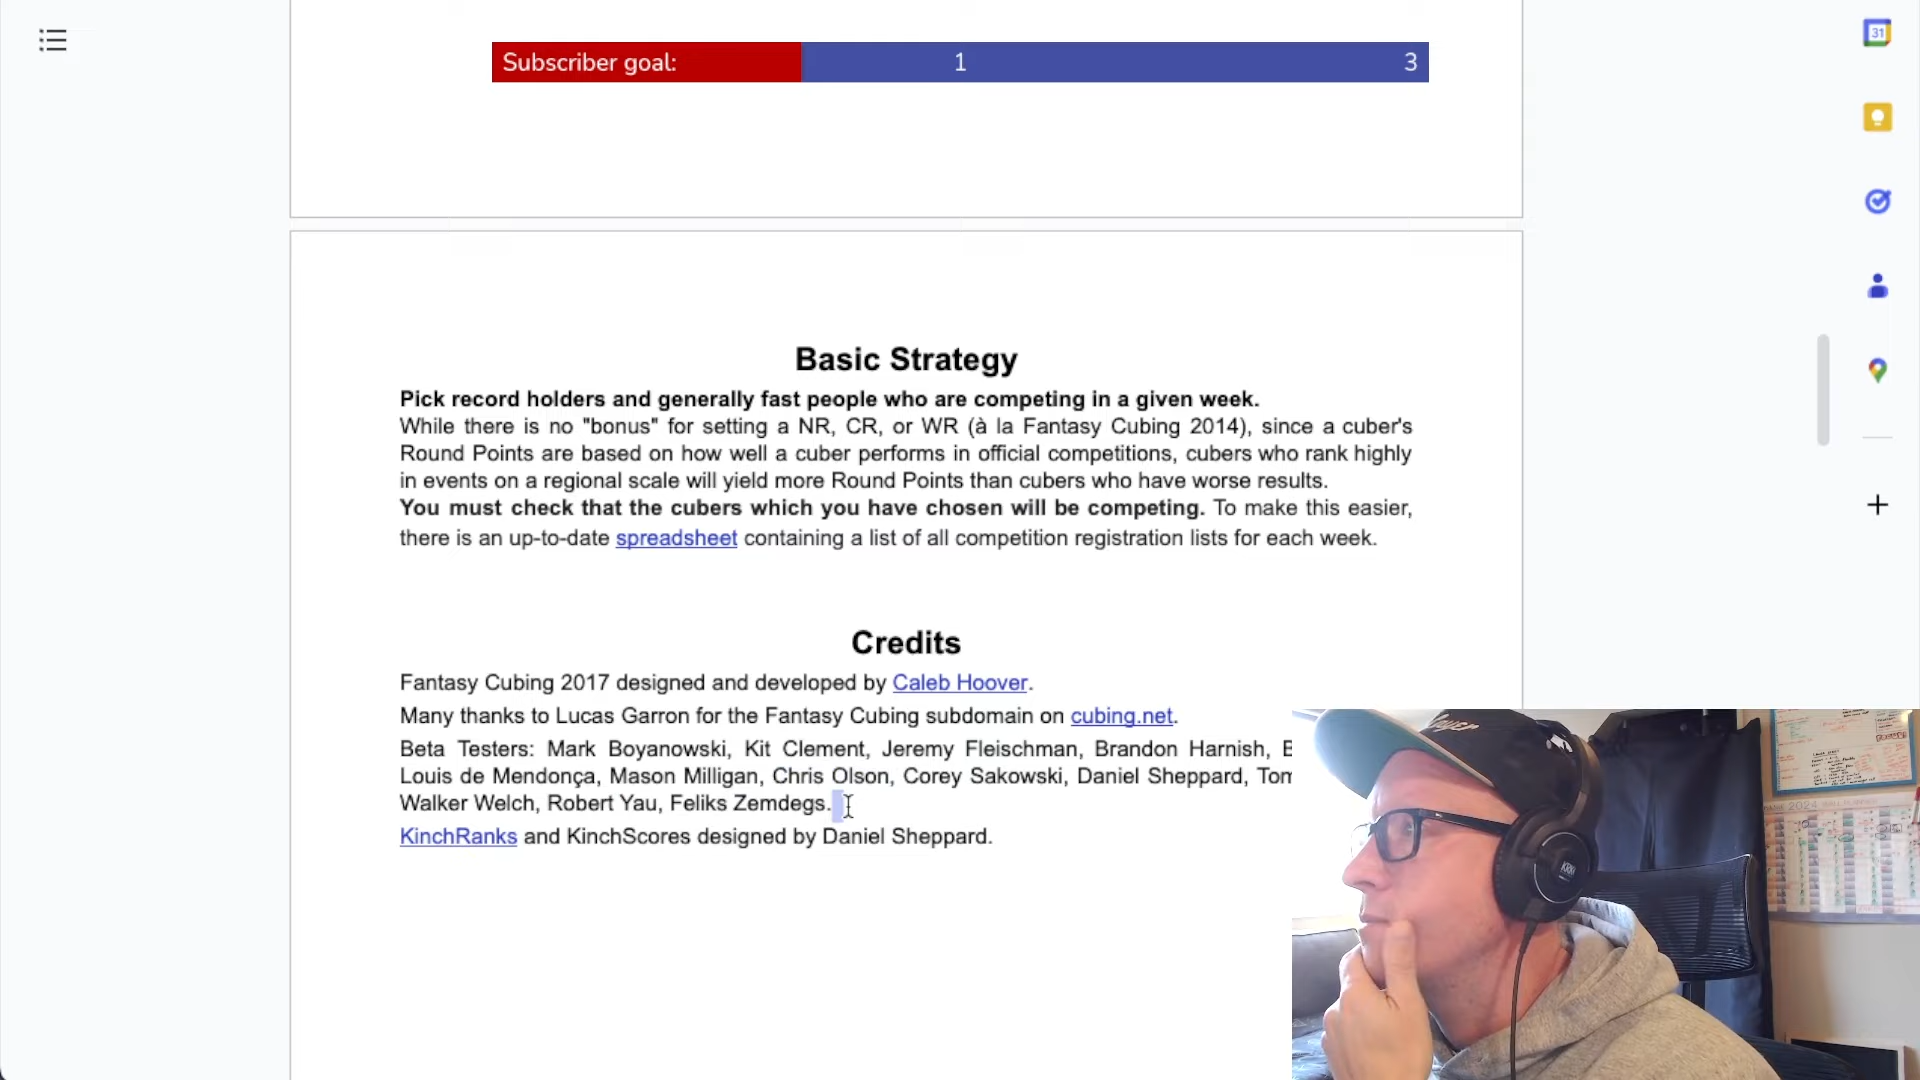 Subscriber goal: 1 3
31
Basic Strategy
Pick record holders and generally fast people who are competing in a given week.
While there is no "bonus" for setting a NR, CR, or WR (à la Fantasy Cubing 2014), since a cuber's
Round Points are based on how well a cuber performs in official competitions, cubers who rank highly
in events on a regional scale will yield more Round Points than cubers who have worse results.
You must check that the cubers which you have chosen will be competing. To make this easier,
there is an up-to-date spreadsheet containing a list of all competition registration lists for each week.
Credits
Fantasy Cubing 2017 designed and developed by Caleb Hoover.
Many thanks to Lucas Garron for the Fantasy Cubing subdomain on cubing.net.
Beta Testers: Mark Boyanowski, Kit Clement, Jeremy Fleischman, Brandon Harnish, B
Louis de Mendonça, Mason Milligan, Chris Olson, Corey Sakowski, Daniel Sheppard, Tom
Walker Welch, Robert Yau, Feliks Zemdegs.
KinchRanks and KinchScores designed by Daniel Sheppard.
KRK
2024